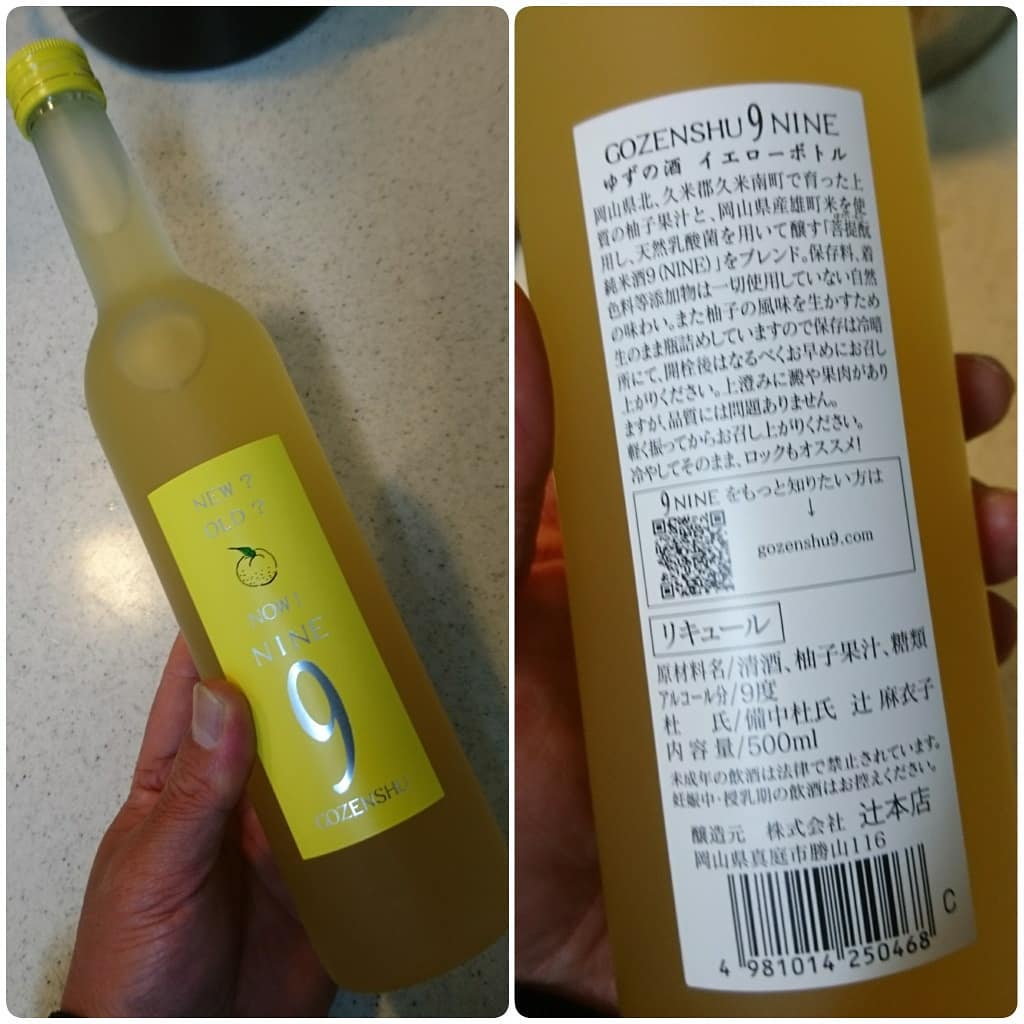 NEW ?
OLD ?
NOW !
NINE
9
GOZENSHU
GOZENSHU 9 NINE
ゆずの酒 イエローボトル
岡山県北、久米郡久米南町で育った上
質の柚子果汁と、岡山県産雄町米を使
用し、天然乳酸菌を用いて醸す「菩提酛
純米酒9(NINE)」をブレンド。保存料、着
色料等添加物は一切使用していない自然
の味わい。また柚子の風味を生かすため
生のまま瓶詰めしていますので保存は冷暗
所にて、開栓後はなるべくお早めにお召し
上がりください。上澄みに澱や果肉があり
ますが、品質には問題ありません。
軽く振ってからお召し上がりください。
冷やしてそのまま、ロックもオススメ!
9NINE をもっと知りたい方は
↓
gozenshu9.com
リキュール
原材料名/清酒、柚子果汁、糖類
アルコール分/9度
杜 氏/備中杜氏 辻 麻衣子
内容量/500ml
未成年の飲酒は法律で禁止されています。
妊娠中・授乳期の飲酒はお控えください。
醸造元 株式会社 辻本店
岡山県真庭市勝山116
C
4 981014 250468